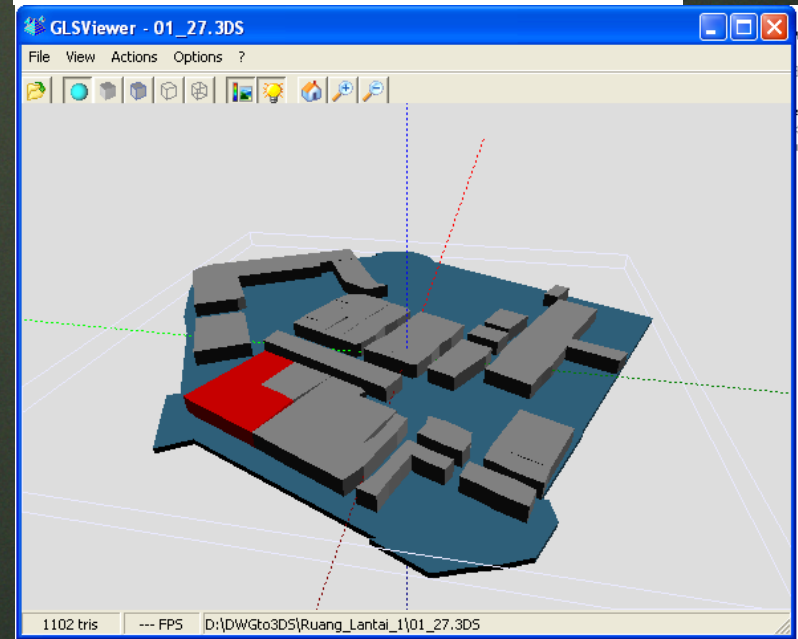 GLSViewer - 01_27.3DS
File View Actions Options ?
1102 tris --- FPS D:\DWGto3DS\Ruang_Lantai_1\01_27.3DS